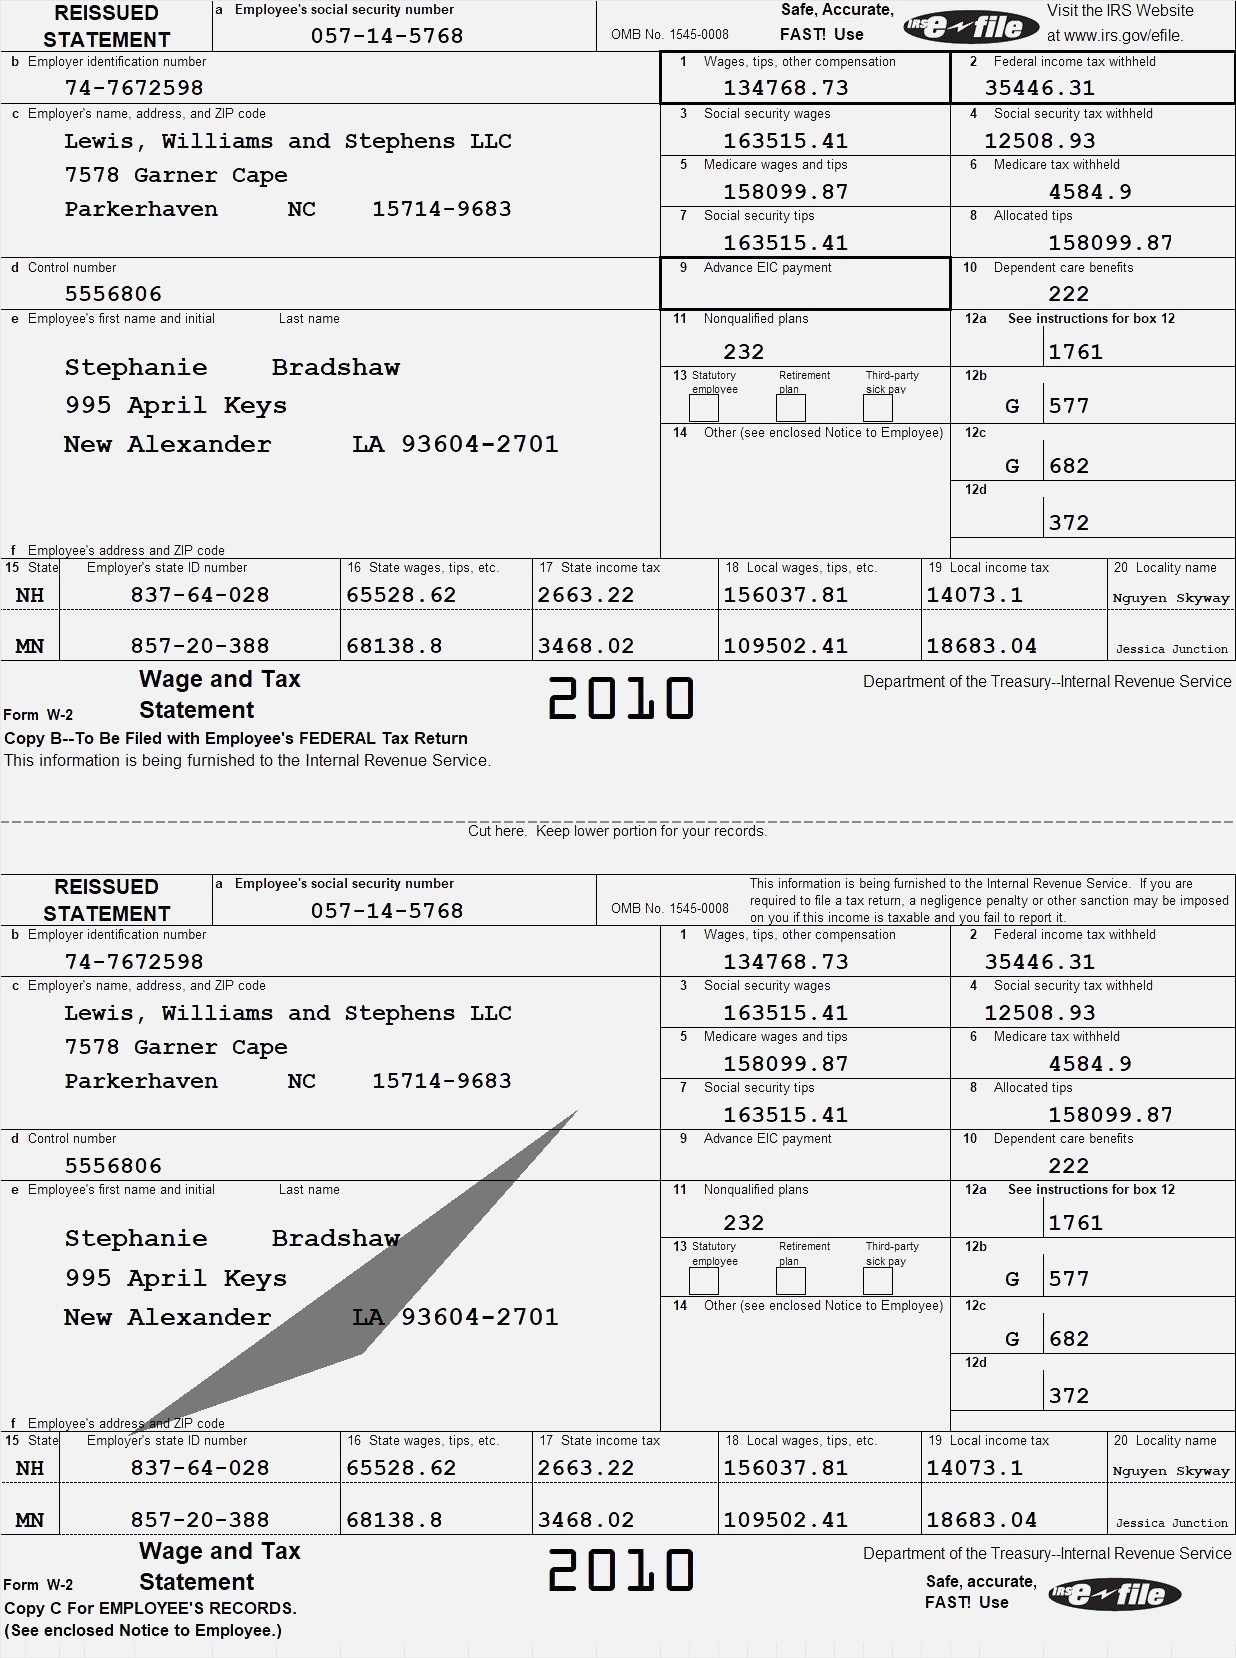 REISSUED STATEMENT
a Employee's social security number
057-14-5768
OMB No. 1545-0008
Safe, Accurate, FAST! Use
IRS e-file
Visit the IRS Website at www.irs.gov/efile.
b Employer identification number
74-7672598
1 Wages, tips, other compensation
134768.73
2 Federal income tax withheld
35446.31
c Employer's name, address, and ZIP code
Lewis, Williams and Stephens LLC
7578 Garner Cape
Parkerhaven NC 15714-9683
3 Social security wages
163515.41
4 Social security tax withheld
12508.93
5 Medicare wages and tips
158099.87
6 Medicare tax withheld
4584.9
7 Social security tips
163515.41
8 Allocated tips
158099.87
d Control number
5556806
9 Advance EIC payment
10 Dependent care benefits
222
e Employee's first name and initial Last name
Stephanie Bradshaw
995 April Keys
New Alexander LA 93604-2701
f Employee's address and ZIP code
11 Nonqualified plans
232
12a See instructions for box 12
1761
13 Statutory employee Retirement plan Third-party sick pay
12b
G 577
14 Other (see enclosed Notice to Employee)
12c
G 682
12d
372
15 State Employer's state ID number 16 State wages, tips, etc. 17 State income tax 18 Local wages, tips, etc. 19 Local income tax 20 Locality name
NH 837-64-028 65528.62 2663.22 156037.81 14073.1 Nguyen Skyway
MN 857-20-388 68138.8 3468.02 109502.41 18683.04 Jessica Junction
Form W-2 Wage and Tax Statement
2010
Department of the Treasury--Internal Revenue Service
Copy B--To Be Filed with Employee's FEDERAL Tax Return
This information is being furnished to the Internal Revenue Service.
Cut here. Keep lower portion for your records.
REISSUED STATEMENT
a Employee's social security number
057-14-5768
OMB No. 1545-0008
This information is being furnished to the Internal Revenue Service. If you are
required to file a tax return, a negligence penalty or other sanction may be imposed
on you if this income is taxable and you fail to report it.
b Employer identification number
74-7672598
1 Wages, tips, other compensation
134768.73
2 Federal income tax withheld
35446.31
c Employer's name, address, and ZIP code
Lewis, Williams and Stephens LLC
7578 Garner Cape
Parkerhaven NC 15714-9683
3 Social security wages
163515.41
4 Social security tax withheld
12508.93
5 Medicare wages and tips
158099.87
6 Medicare tax withheld
4584.9
7 Social security tips
163515.41
8 Allocated tips
158099.87
d Control number
5556806
9 Advance EIC payment
10 Dependent care benefits
222
e Employee's first name and initial Last name
Stephanie Bradshaw
995 April Keys
New Alexander LA 93604-2701
f Employee's address and ZIP code
11 Nonqualified plans
232
12a See instructions for box 12
1761
13 Statutory employee Retirement plan Third-party sick pay
12b
G 577
14 Other (see enclosed Notice to Employee)
12c
G 682
12d
372
15 State Employer's state ID number 16 State wages, tips, etc. 17 State income tax 18 Local wages, tips, etc. 19 Local income tax 20 Locality name
NH 837-64-028 65528.62 2663.22 156037.81 14073.1 Nguyen Skyway
MN 857-20-388 68138.8 3468.02 109502.41 18683.04 Jessica Junction
Form W-2 Wage and Tax Statement
2010
Department of the Treasury--Internal Revenue Service
Copy C For EMPLOYEE'S RECORDS.
(See enclosed Notice to Employee.)
Safe, accurate, FAST! Use
IRS e-file